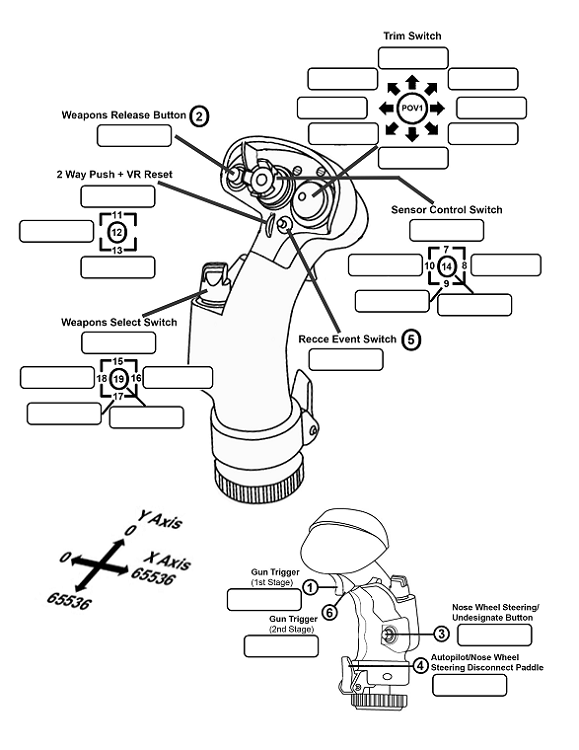 Trim Switch
POV1
Weapons Release Button 2
2 Way Push + VR Reset
11
12
13
Sensor Control Switch
7
10 14 8
9
Weapons Select Switch
15
18 19 16
17
Recce Event Switch 5
Y Axis
0
0
X Axis
65536
65536
Gun Trigger
(1st Stage)
1
6
Gun Trigger
(2nd Stage)
Nose Wheel Steering/
Undesignate Button
3
4
Autopilot/Nose Wheel
Steering Disconnect Paddle